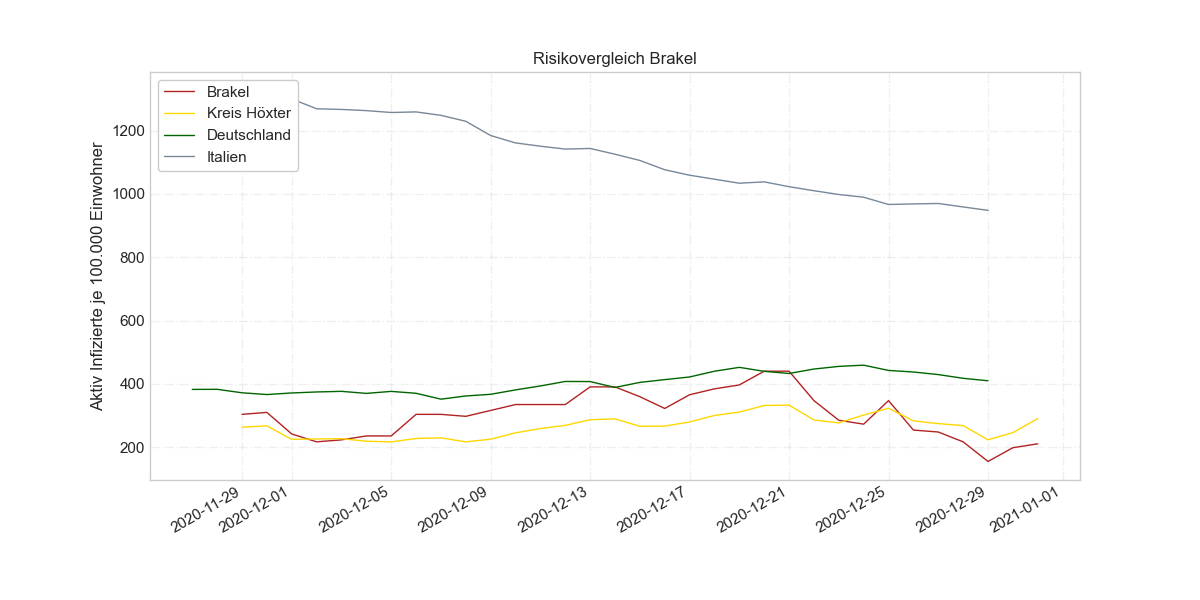 Risikovergleich Brakel
Brakel
Kreis Höxter
Deutschland
Italien
Aktiv Infizierte je 100.000 Einwohner
1200
1000
800
600
400
200
2020-11-29
2020-12-01
2020-12-05
2020-12-09
2020-12-13
2020-12-17
2020-12-21
2020-12-25
2020-12-29
2021-01-01